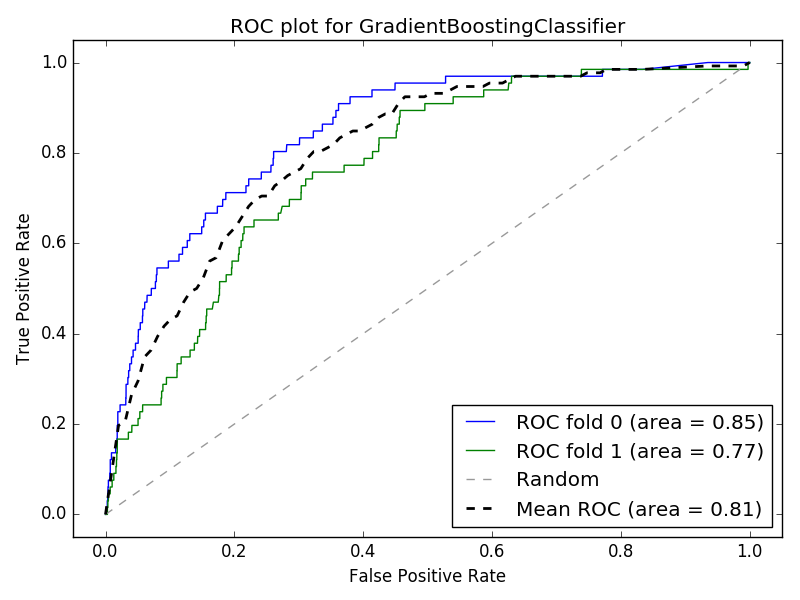 ROC plot for GradientBoostingClassifier
1.0
0.8
0.6
0.4
0.2
0.0
True Positive Rate
ROC fold 0 (area = 0.85)
ROC fold 1 (area = 0.77)
Random
Mean ROC (area = 0.81)
0.0 0.2 0.4 0.6 0.8 1.0
False Positive Rate